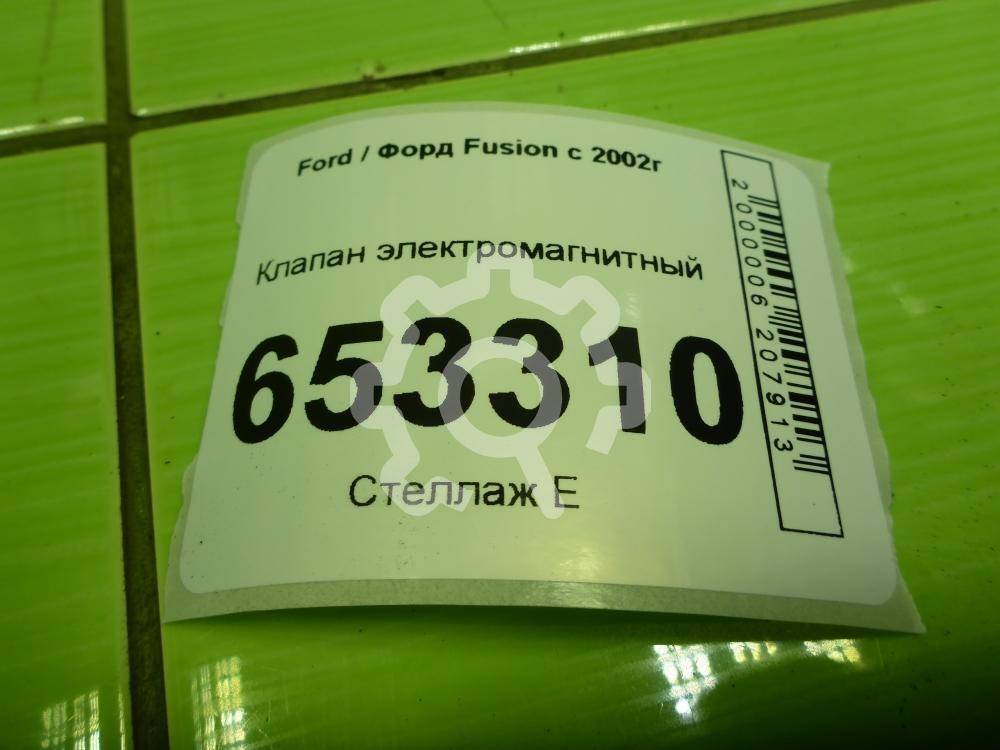 Ford / Форд Fusion с 2002г
Клапан электромагнитный
653310
Стеллаж Е
2000006207913